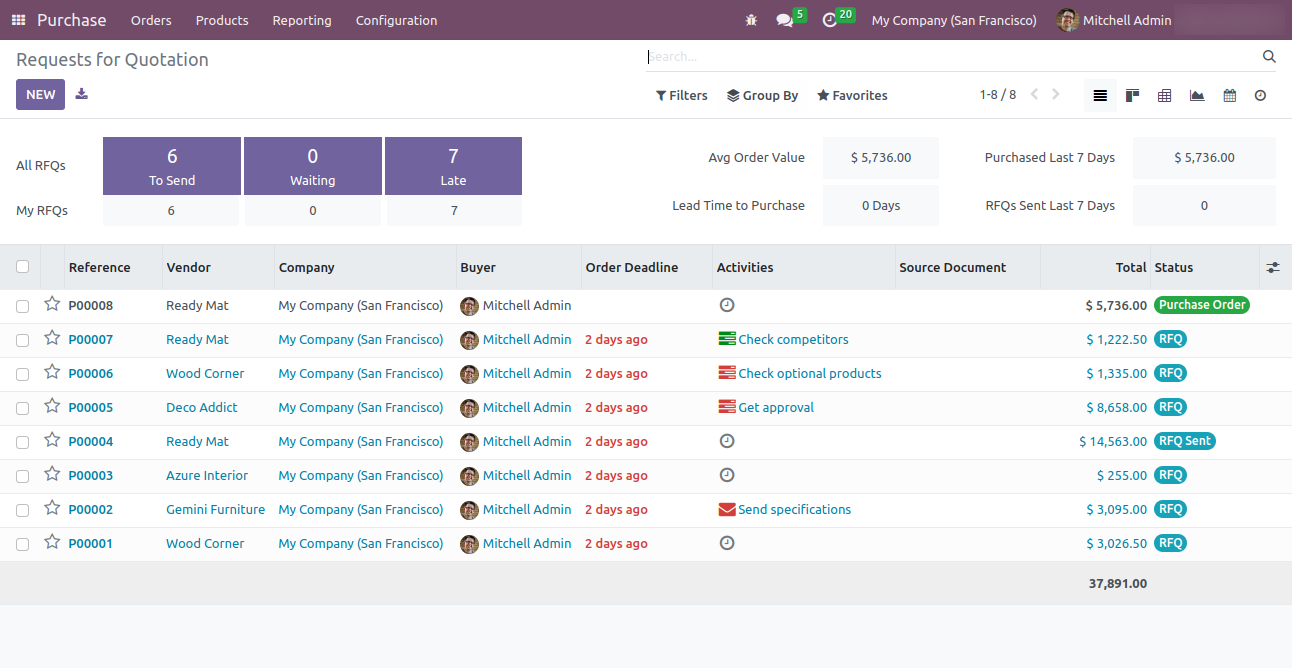 Purchase Orders Products Reporting Configuration 5 20 My Company (San Francisco) Mitchell Admin
Requests for Quotation
Search...
NEW
Filters Group By Favorites 1-8 / 8
All RFQs
6 To Send
0 Waiting
7 Late
My RFQs 6 0 7
Avg Order Value $ 5,736.00 Purchased Last 7 Days $ 5,736.00
Lead Time to Purchase 0 Days RFQs Sent Last 7 Days 0
Reference Vendor Company Buyer Order Deadline Activities Source Document Total Status
P00008 Ready Mat My Company (San Francisco) Mitchell Admin $ 5,736.00 Purchase Order
P00007 Ready Mat My Company (San Francisco) Mitchell Admin 2 days ago Check competitors $ 1,222.50 RFQ
P00006 Wood Corner My Company (San Francisco) Mitchell Admin 2 days ago Check optional products $ 1,335.00 RFQ
P00005 Deco Addict My Company (San Francisco) Mitchell Admin 2 days ago Get approval $ 8,658.00 RFQ
P00004 Ready Mat My Company (San Francisco) Mitchell Admin 2 days ago $ 14,563.00 RFQ Sent
P00003 Azure Interior My Company (San Francisco) Mitchell Admin 2 days ago $ 255.00 RFQ
P00002 Gemini Furniture My Company (San Francisco) Mitchell Admin 2 days ago Send specifications $ 3,095.00 RFQ
P00001 Wood Corner My Company (San Francisco) Mitchell Admin 2 days ago $ 3,026.50 RFQ
37,891.00